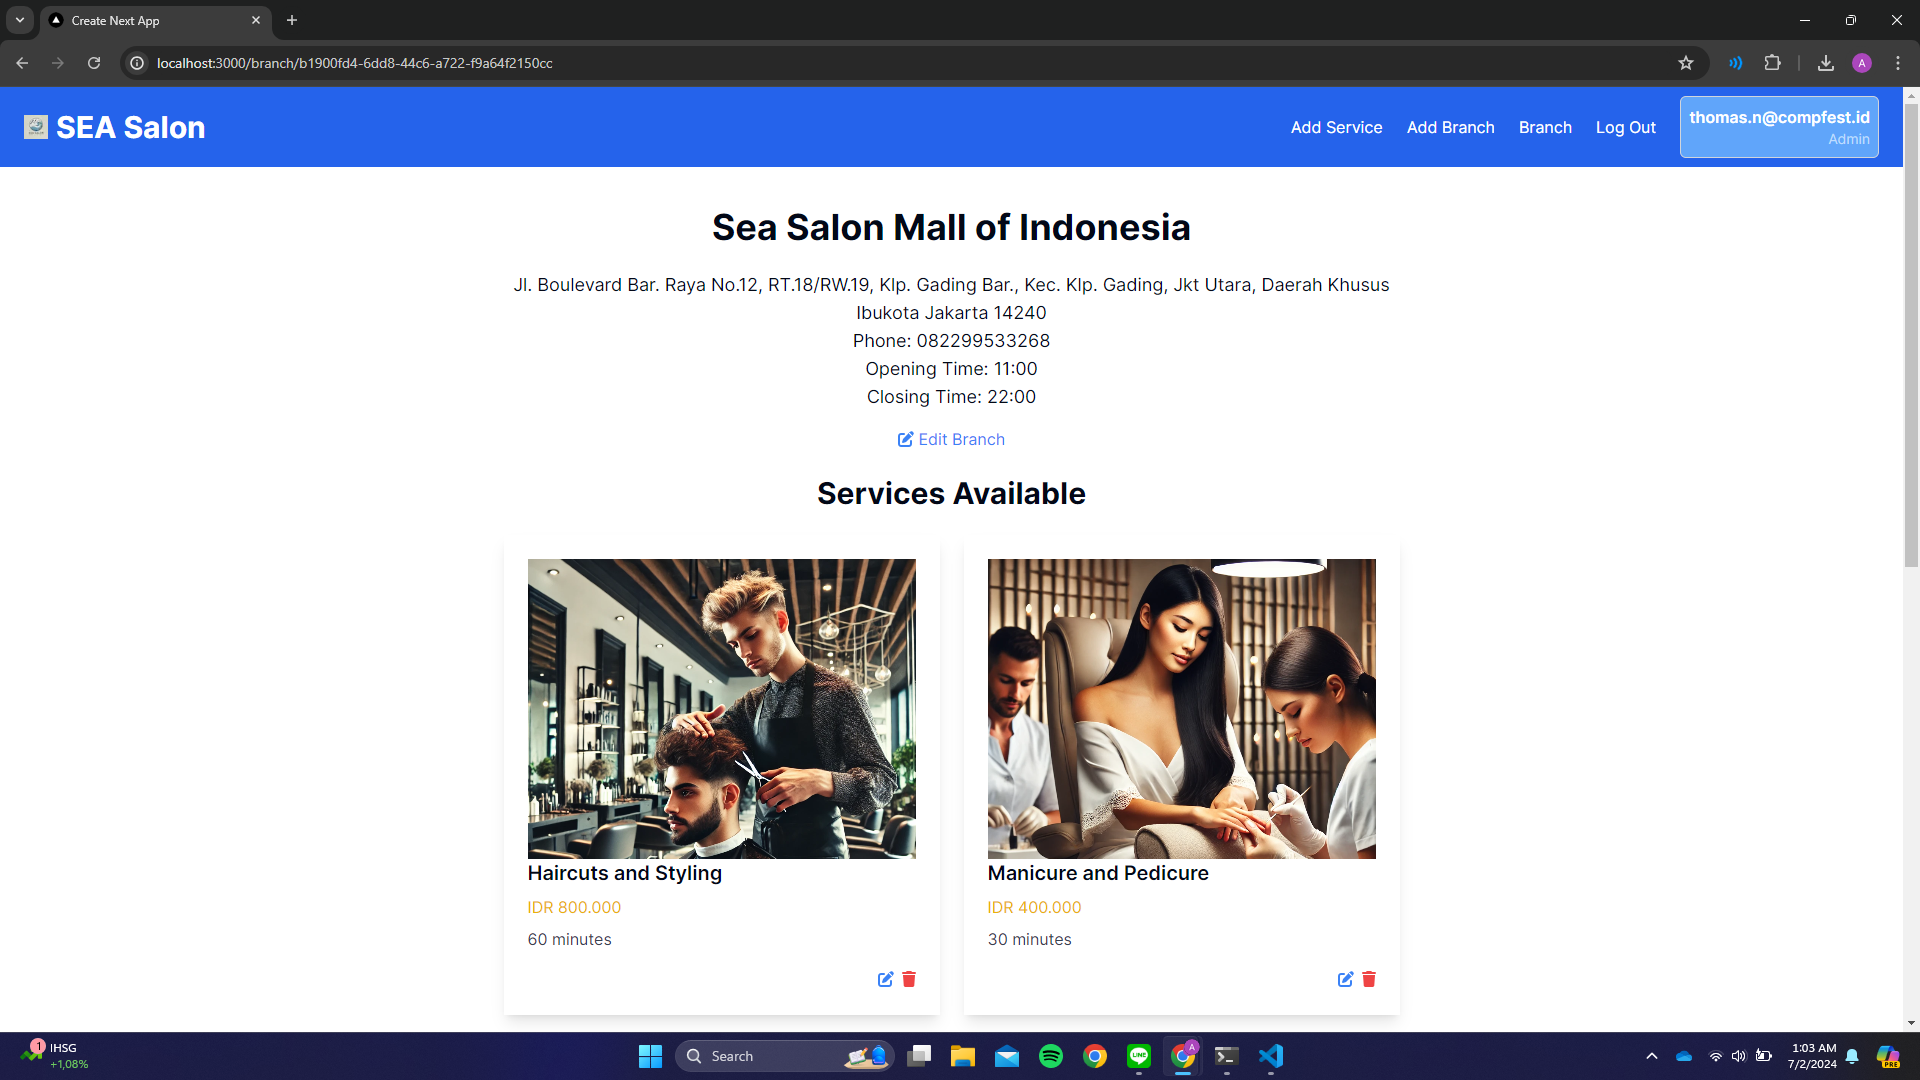 Create Next App
localhost:3000/branch/b1900fd4-6dd8-44c6-a722-f9a64f2150cc
A
SEA Salon
Add Service
Add Branch
Branch
Log Out
thomas.n@compfest.id
Admin
Sea Salon Mall of Indonesia
Jl. Boulevard Bar. Raya No.12, RT.18/RW.19, Klp. Gading Bar., Kec. Klp. Gading, Jkt Utara, Daerah Khusus
Ibukota Jakarta 14240
Phone: 082299533268
Opening Time: 11:00
Closing Time: 22:00
Edit Branch
Services Available
Haircuts and Styling
IDR 800.000
60 minutes
Manicure and Pedicure
IDR 400.000
30 minutes
1
IHSG
+1,08%
Search
LINE
A
1:03 AM
7/2/2024
PRE